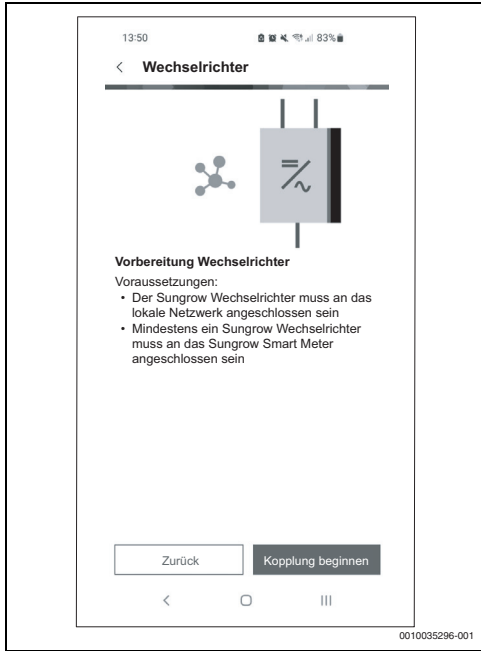 13:50 83%
Wechselrichter
Vorbereitung Wechselrichter
Voraussetzungen:
• Der Sungrow Wechselrichter muss an das
lokale Netzwerk angeschlossen sein
• Mindestens ein Sungrow Wechselrichter
muss an das Sungrow Smart Meter
angeschlossen sein
Zurück Kopplung beginnen
0010035296-001